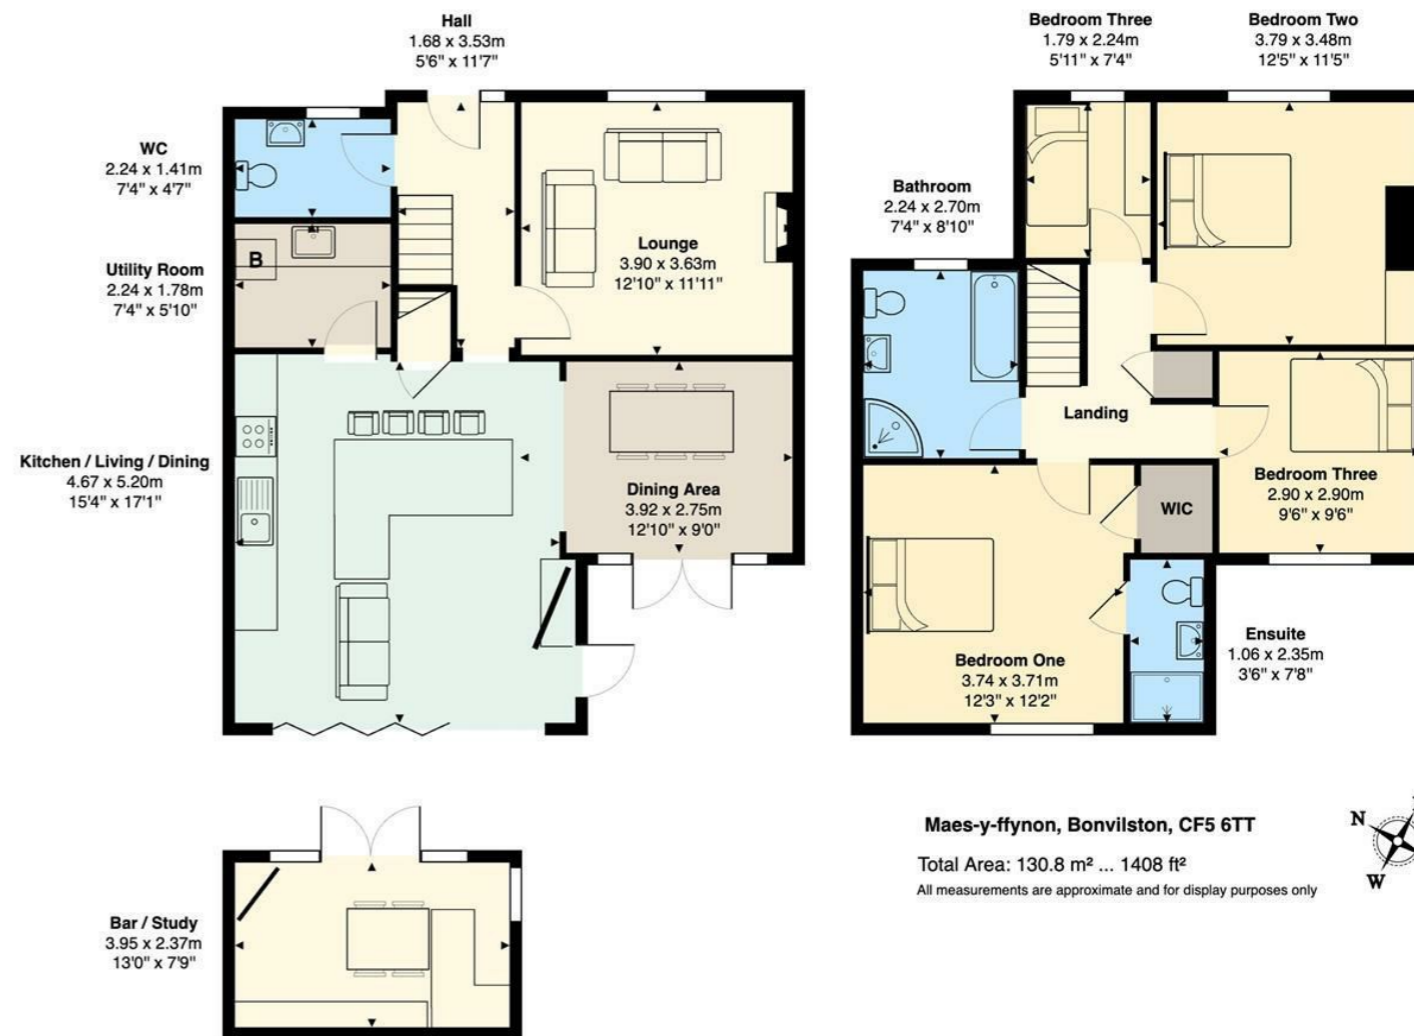 Hall
1.68 x 3.53m
5'6" x 11'7"
WC
2.24 x 1.41m
7'4" x 4'7"
Utility Room
2.24 x 1.78m
7'4" x 5'10"
B
Lounge
3.90 x 3.63m
12'10" x 11'11"
Kitchen / Living / Dining
4.67 x 5.20m
15'4" x 17'1"
Dining Area
3.92 x 2.75m
12'10" x 9'0"
Bar / Study
3.95 x 2.37m
13'0" x 7'9"
Bedroom Three
1.79 x 2.24m
5'11" x 7'4"
Bedroom Two
3.79 x 3.48m
12'5" x 11'5"
Bathroom
2.24 x 2.70m
7'4" x 8'10"
Landing
Bedroom Three
2.90 x 2.90m
9'6" x 9'6"
WIC
Bedroom One
3.74 x 3.71m
12'3" x 12'2"
Ensuite
1.06 x 2.35m
3'6" x 7'8"
Maes-y-ffynon, Bonvilston, CF5 6TT
Total Area: 130.8 m² ... 1408 ft²
All measurements are approximate and for display purposes only
N
W